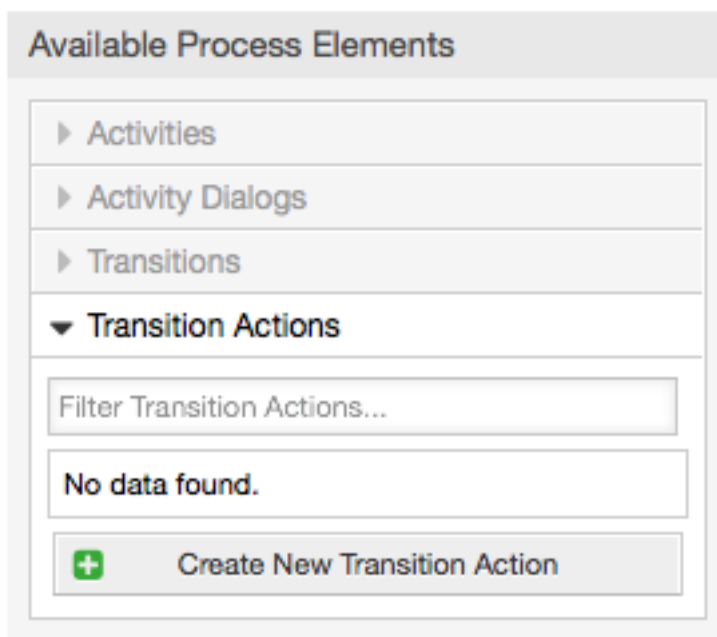 Available Process Elements
Activities
Activity Dialogs
Transitions
Transition Actions
Filter Transition Actions...
No data found.
Create New Transition Action